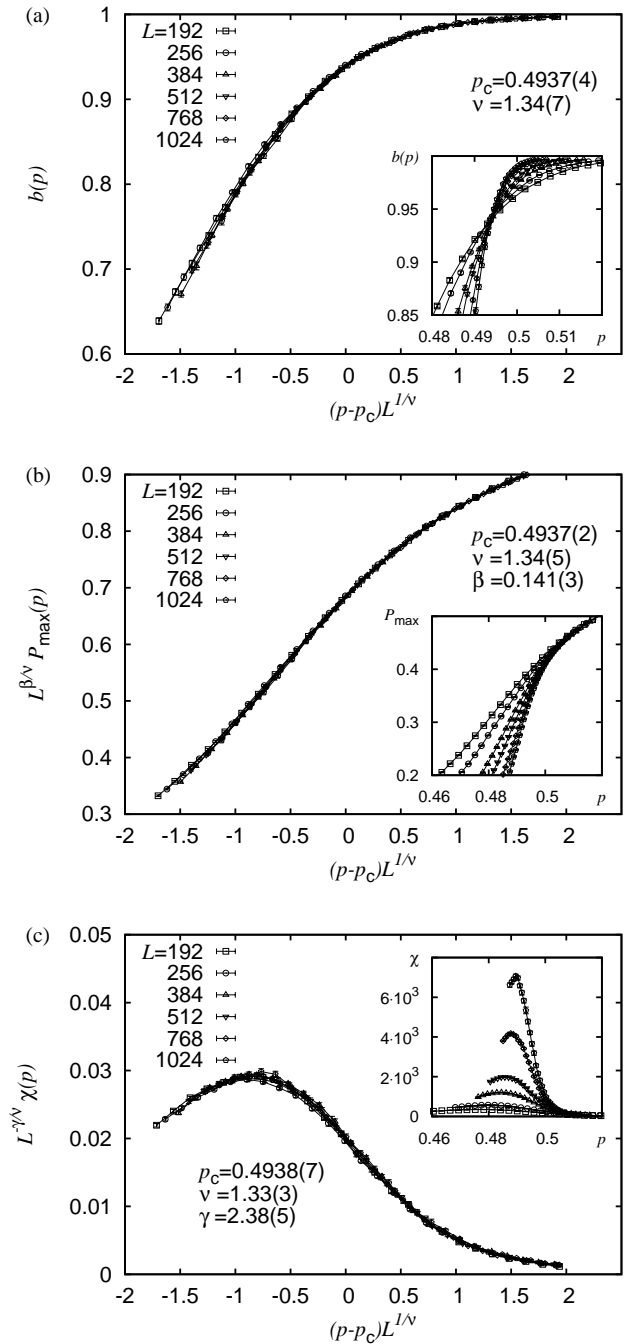 (a)
1
0.9
0.8
0.7
0.6
b(p)
L=192
256
384
512
768
1024
p_c=0.4937(4)
ν=1.34(7)
b(p)
0.95
0.9
0.85
0.48 0.49 0.5 0.51 p
-2 -1.5 -1 -0.5 0 0.5 1 1.5 2
(p-p_c)L^{1/ν}
(b)
0.9
0.8
0.7
0.6
0.5
0.4
0.3
L^{β/ν} P_max(p)
L=192
256
384
512
768
1024
p_c=0.4937(2)
ν=1.34(5)
β=0.141(3)
P_max
0.4
0.3
0.2
0.46 0.48 0.5 p
-2 -1.5 -1 -0.5 0 0.5 1 1.5 2
(p-p_c)L^{1/ν}
(c)
0.05
0.04
0.03
0.02
0.01
0
L^{-γ/ν} χ(p)
L=192
256
384
512
768
1024
χ
6·10³
4·10³
2·10³
0
0.46 0.48 0.5 p
p_c=0.4938(7)
ν=1.33(3)
γ=2.38(5)
-2 -1.5 -1 -0.5 0 0.5 1 1.5 2
(p-p_c)L^{1/ν}